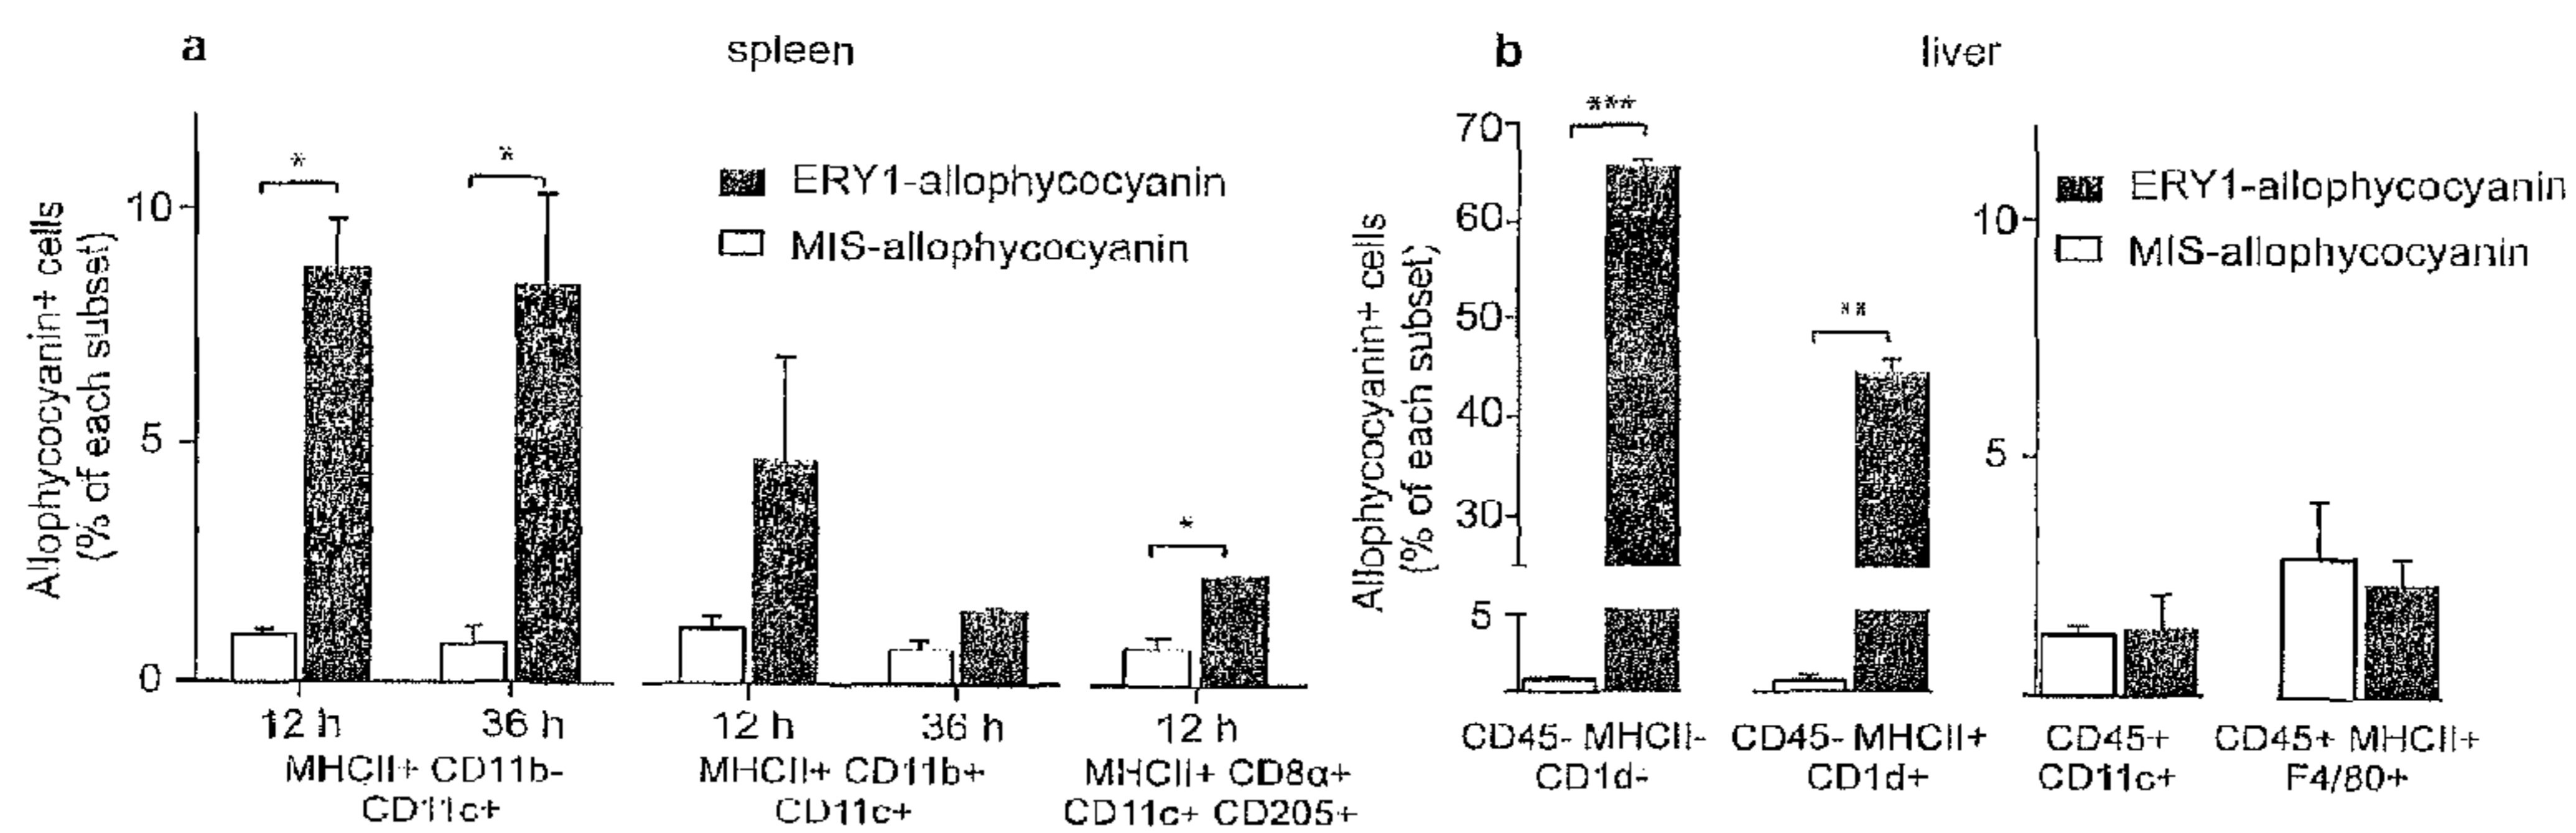 a
spleen
Allophycocyanin+ cells
(% of each subset)
10
5
0
*
*
*
ERY1-allophycocyanin
MIS-allophycocyanin
12 h
36 h
12 h
36 h
12 h
MHCII+ CD11b-
CD11c+
MHCII+ CD11b+
CD11c+
MHCII+ CD8α+
CD11c+ CD205+
b
liver
Allophycocyanin+ cells
(% of each subset)
70
60
50
40
30
5
***
**
10
5
ERY1-allophycocyanin
MIS-allophycocyanin
CD45- MHCII-
CD1d-
CD45- MHCII+
CD1d+
CD45+
CD11c+
CD45+ MHCII+
F4/80+